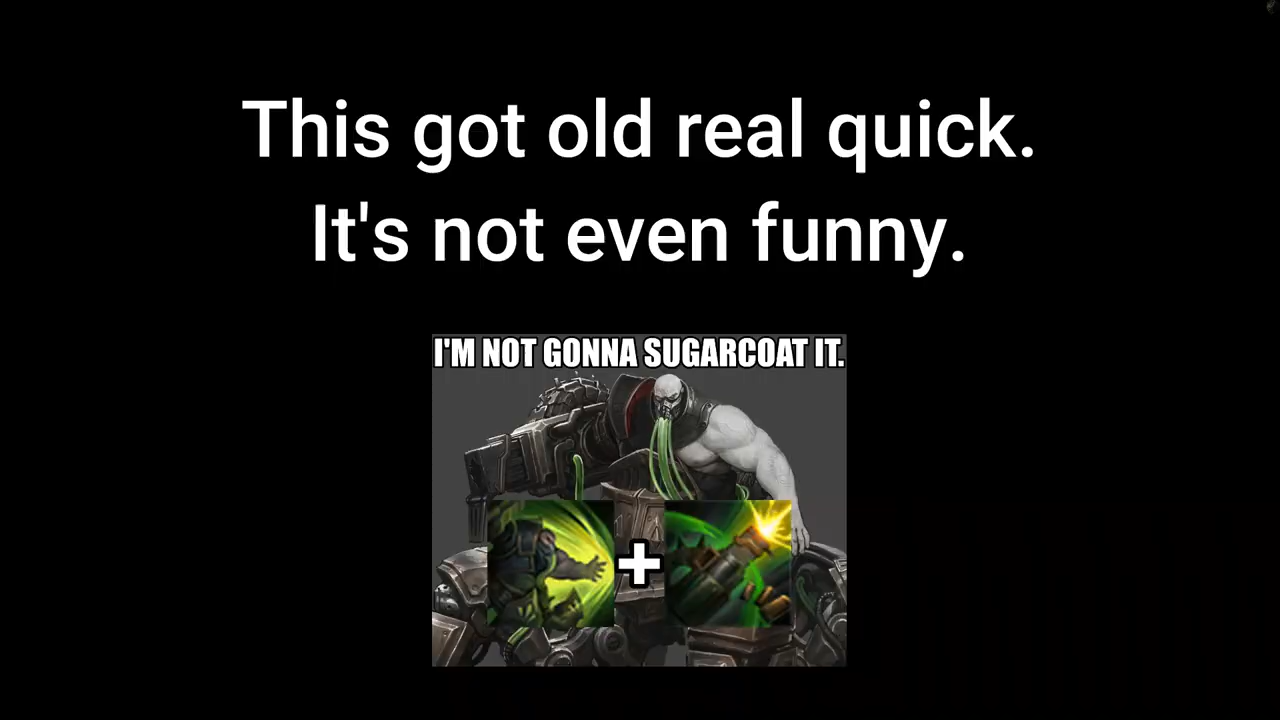 This got old real quick.
It's not even funny.
I'M NOT GONNA SUGARCOAT IT.
+